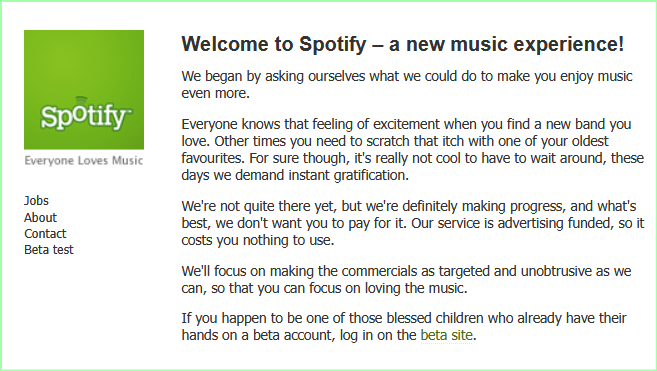 Spotify™
Everyone Loves Music
Jobs
About
Contact
Beta test
Welcome to Spotify – a new music experience!
We began by asking ourselves what we could do to make you enjoy music
even more.
Everyone knows that feeling of excitement when you find a new band you
love. Other times you need to scratch that itch with one of your oldest
favourites. For sure though, it's really not cool to have to wait around, these
days we demand instant gratification.
We're not quite there yet, but we're definitely making progress, and what's
best, we don't want you to pay for it. Our service is advertising funded, so it
costs you nothing to use.
We'll focus on making the commercials as targeted and unobtrusive as we
can, so that you can focus on loving the music.
If you happen to be one of those blessed children who already have their
hands on a beta account, log in on the beta site.